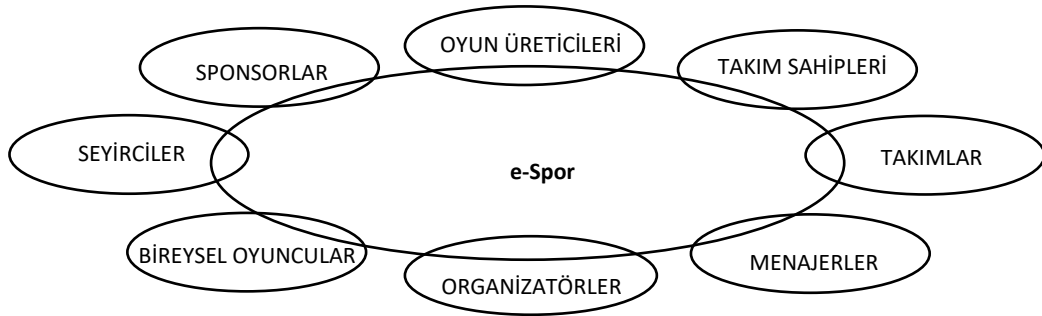 OYUN ÜRETİCİLERİ
SPONSORLAR
TAKIM SAHİPLERİ
SEYİRCİLER
e-Spor
TAKIMLAR
BİREYSEL OYUNCULAR
ORGANİZATÖRLER
MENAJERLER